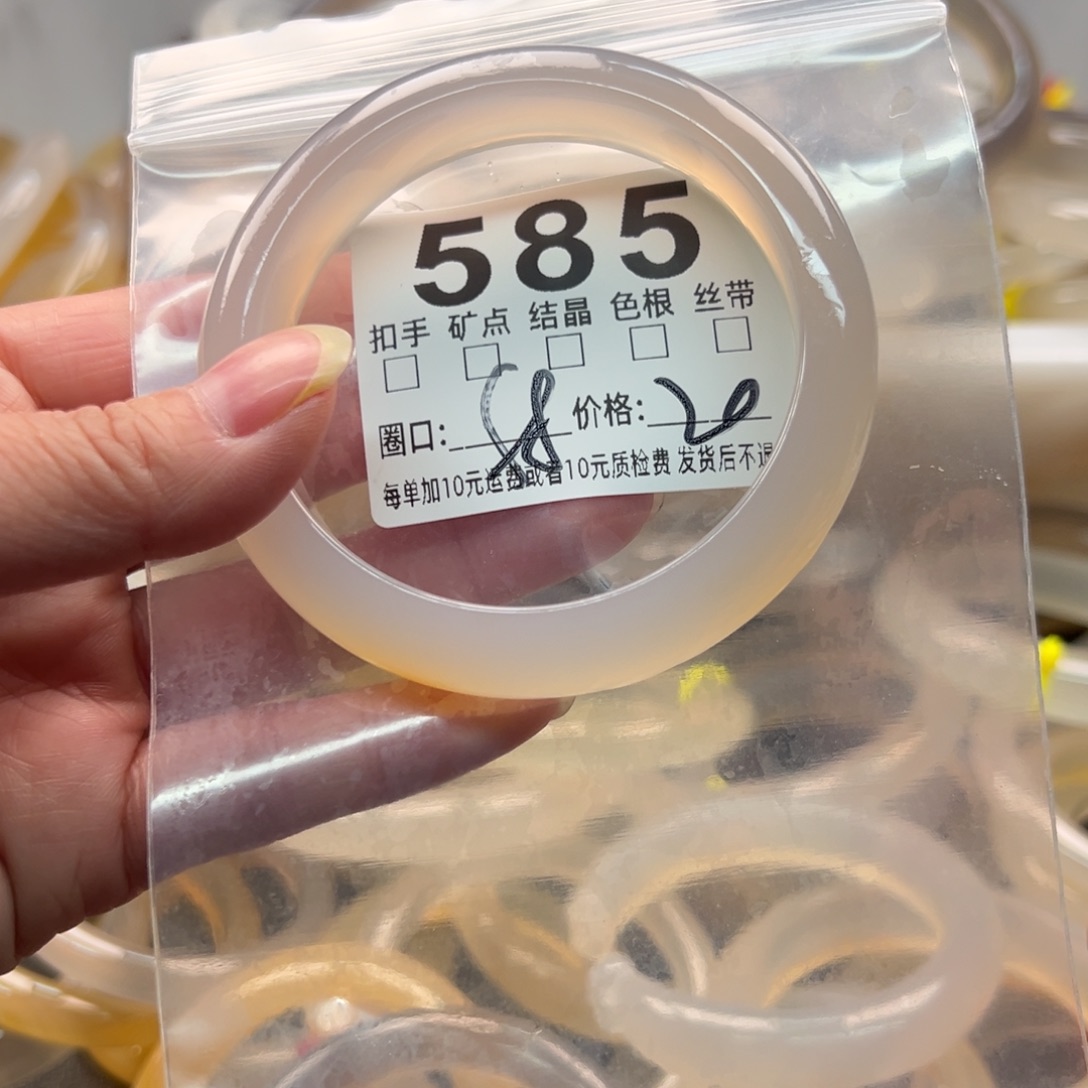 585
扣手 矿点 结晶 色根 丝带
圈口: 58 价格: 20
每单加10元运费或者10元质检费 发货后不退